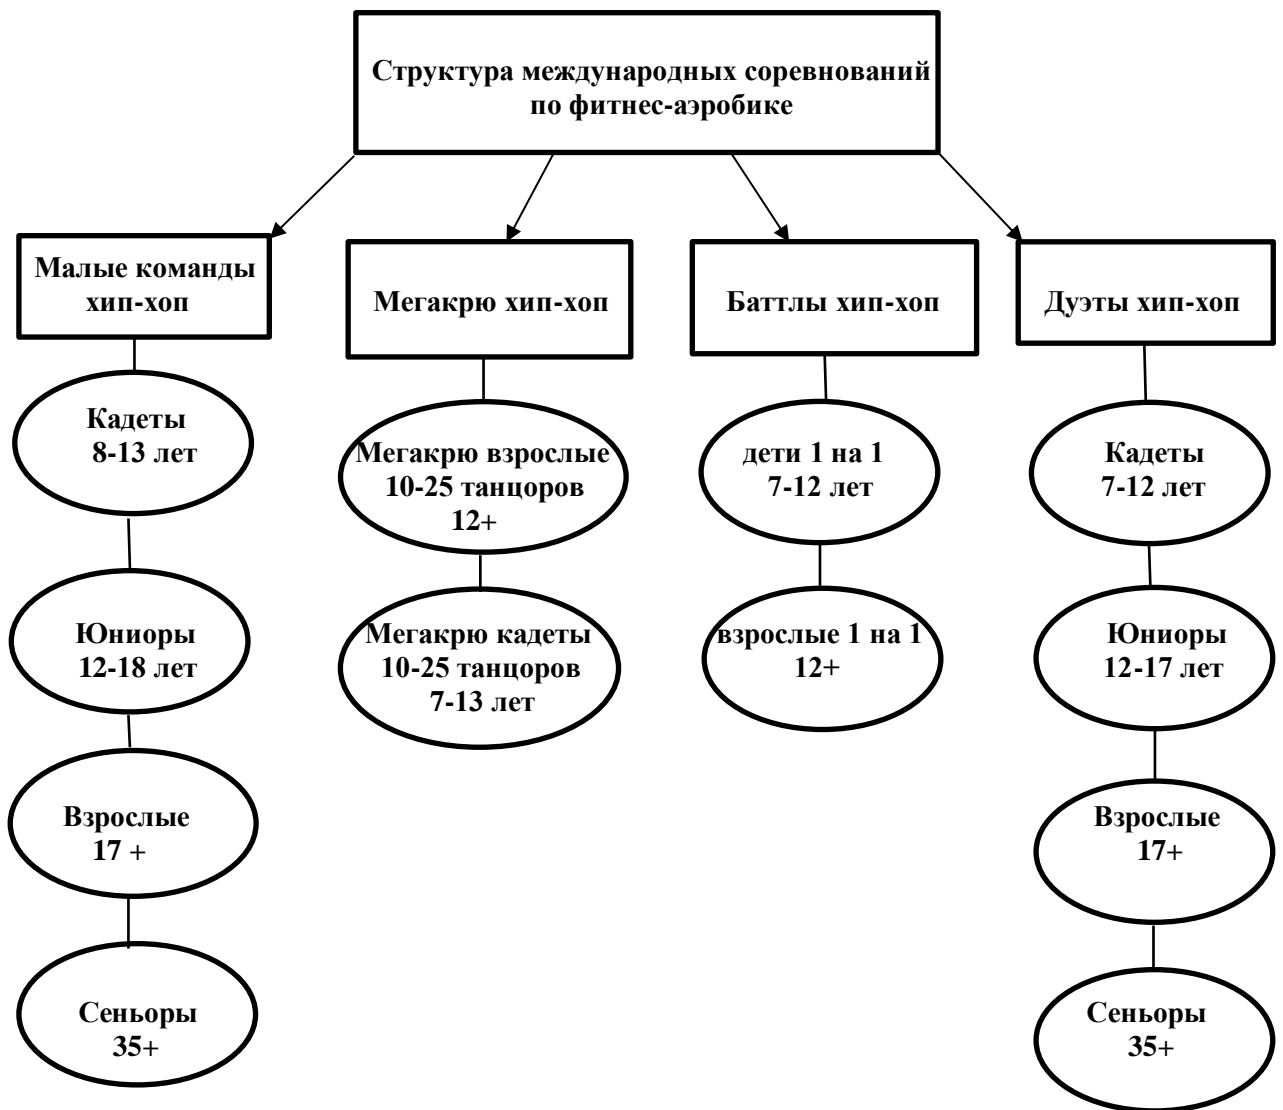 Структура международных соревнований
по фитнес-аэробике
Малые команды
хип-хоп
Кадеты
8-13 лет
Юниоры
12-18 лет
Взрослые
17 +
Сеньоры
35+
Мегакрю хип-хоп
Мегакрю взрослые
10-25 танцоров
12+
Мегакрю кадеты
10-25 танцоров
7-13 лет
Баттлы хип-хоп
дети 1 на 1
7-12 лет
взрослые 1 на 1
12+
Дуэты хип-хоп
Кадеты
7-12 лет
Юниоры
12-17 лет
Взрослые
17+
Сеньоры
35+